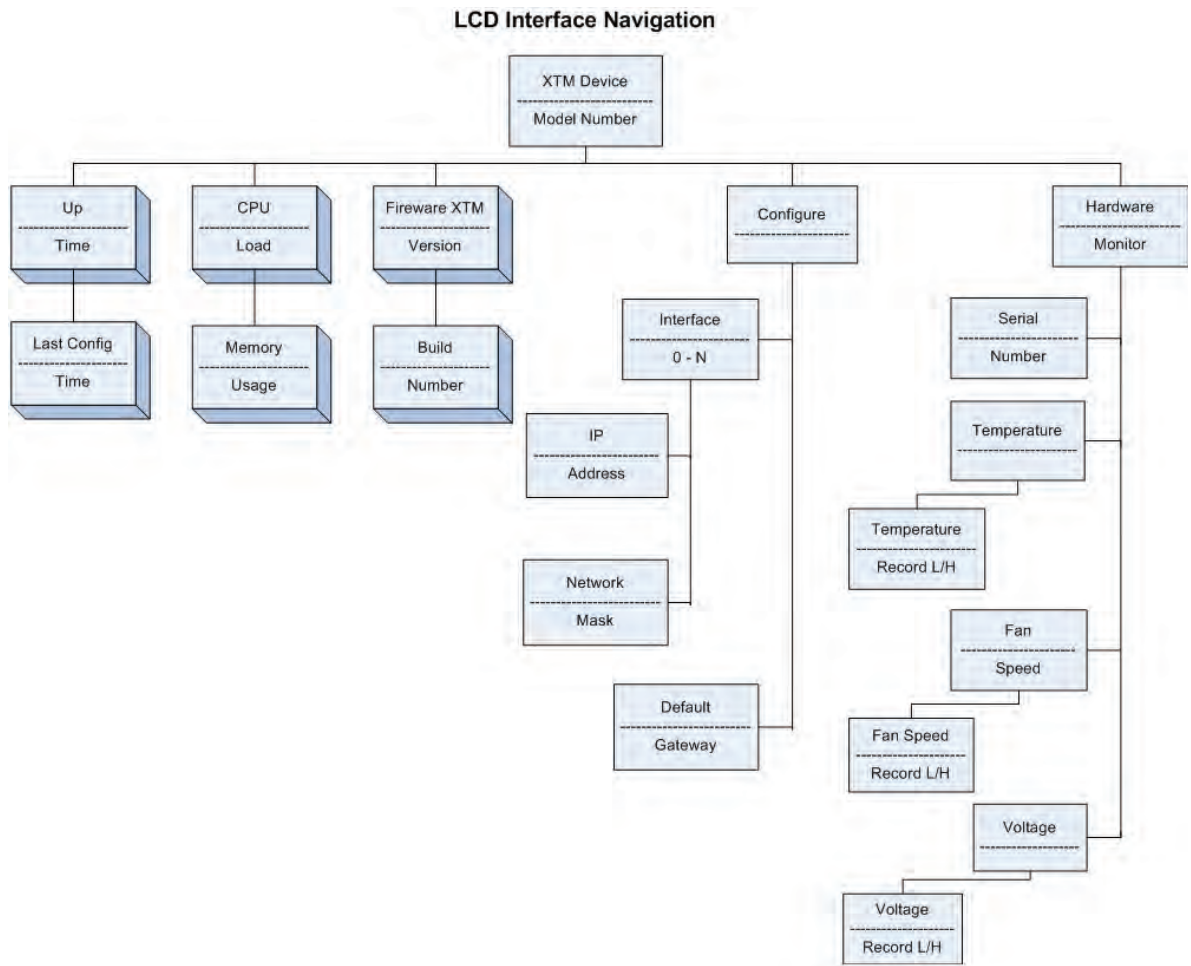 LCD Interface Navigation
XTM Device
Model Number
Up
Time
CPU
Load
Fireware XTM
Version
Configure
Hardware
Monitor
Last Config
Time
Memory
Usage
Build
Number
Interface
0 - N
Serial
Number
IP
Address
Temperature
Temperature
Record L/H
Network
Mask
Fan
Speed
Default
Gateway
Fan Speed
Record L/H
Voltage
Voltage
Record L/H